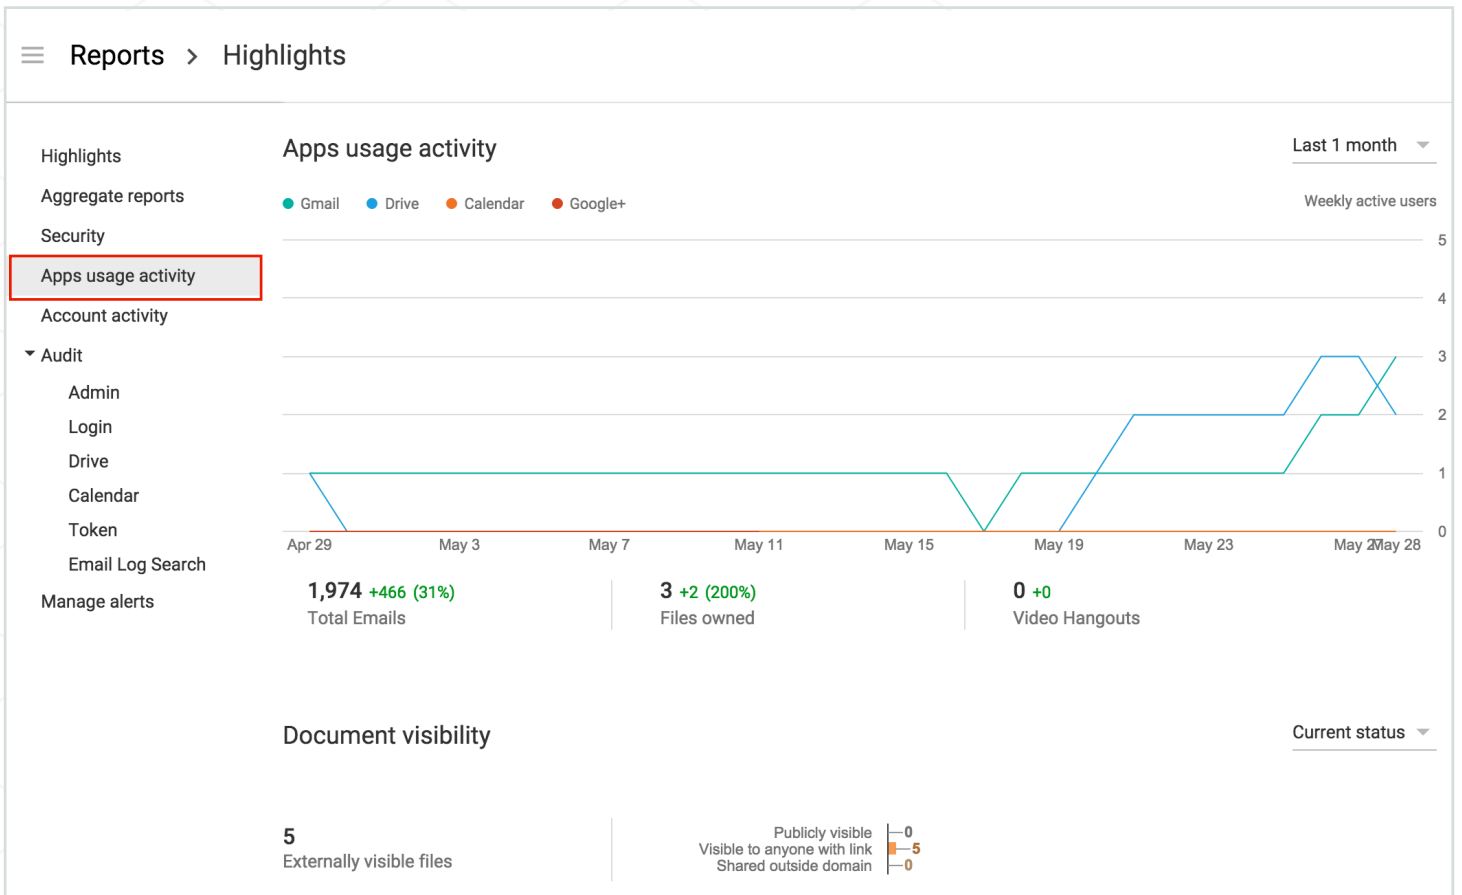 Reports > Highlights
Highlights
Aggregate reports
Security
Apps usage activity
Account activity
Audit
Admin
Login
Drive
Calendar
Token
Email Log Search
Manage alerts
Apps usage activity
Last 1 month
Gmail Drive Calendar Google+
Weekly active users
5
4
3
2
1
0
Apr 29 May 3 May 7 May 11 May 15 May 19 May 23 May 27 May 28
1,974 +466 (31%)
Total Emails
3 +2 (200%)
Files owned
0 +0
Video Hangouts
Document visibility
Current status
5
Externally visible files
Publicly visible 0
Visible to anyone with link 5
Shared outside domain 0